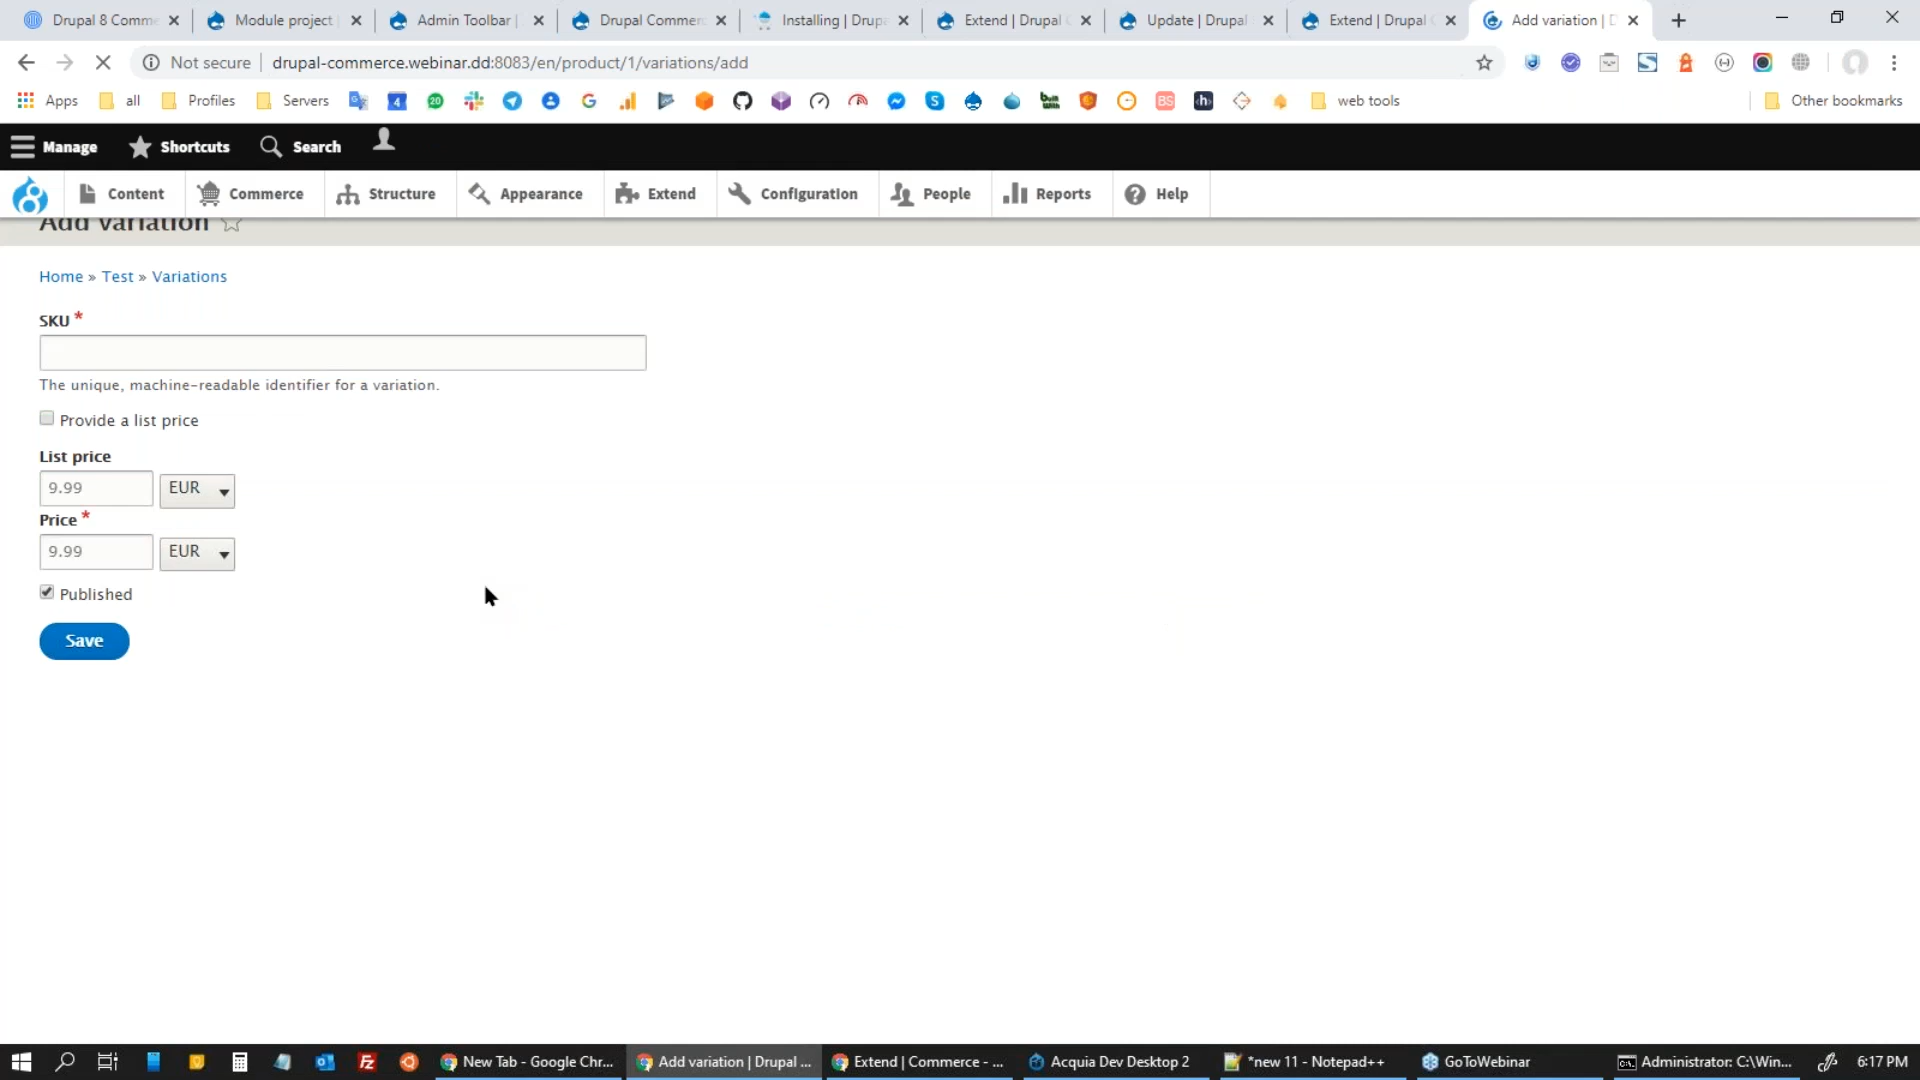 Drupal 8 Comme
Module project
Admin Toolbar |
Drupal Commer
Installing | Drupa
Extend | Drupal
Update | Drupal
Extend | Drupal
Add variation | D
Not secure
drupal-commerce.webinar.dd:8083/en/product/1/variations/add
Apps
all
Profiles
Servers
web tools
Other bookmarks
Manage
Shortcuts
Search
Content
Commerce
Structure
Appearance
Extend
Configuration
People
Reports
Help
Add variation
Home » Test » Variations
SKU *
The unique, machine-readable identifier for a variation.
Provide a list price
List price
9.99
EUR
Price *
9.99
EUR
Published
Save
New Tab - Google Chr...
Add variation | Drupal ...
Extend | Commerce - ...
Acquia Dev Desktop 2
*new 11 - Notepad++
GoToWebinar
Administrator: C:\Win...
6:17 PM